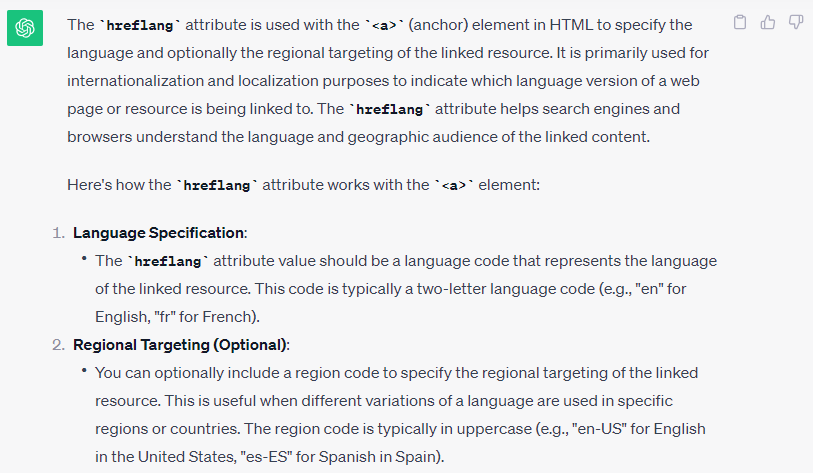 The `hreflang` attribute is used with the `<a>` (anchor) element in HTML to specify the
language and optionally the regional targeting of the linked resource. It is primarily used for
internationalization and localization purposes to indicate which language version of a web
page or resource is being linked to. The `hreflang` attribute helps search engines and
browsers understand the language and geographic audience of the linked content.
Here's how the `hreflang` attribute works with the `<a>` element:
1. Language Specification:
• The `hreflang` attribute value should be a language code that represents the language
of the linked resource. This code is typically a two-letter language code (e.g., "en" for
English, "fr" for French).
2. Regional Targeting (Optional):
• You can optionally include a region code to specify the regional targeting of the linked
resource. This is useful when different variations of a language are used in specific
regions or countries. The region code is typically in uppercase (e.g., "en-US" for English
in the United States, "es-ES" for Spanish in Spain).